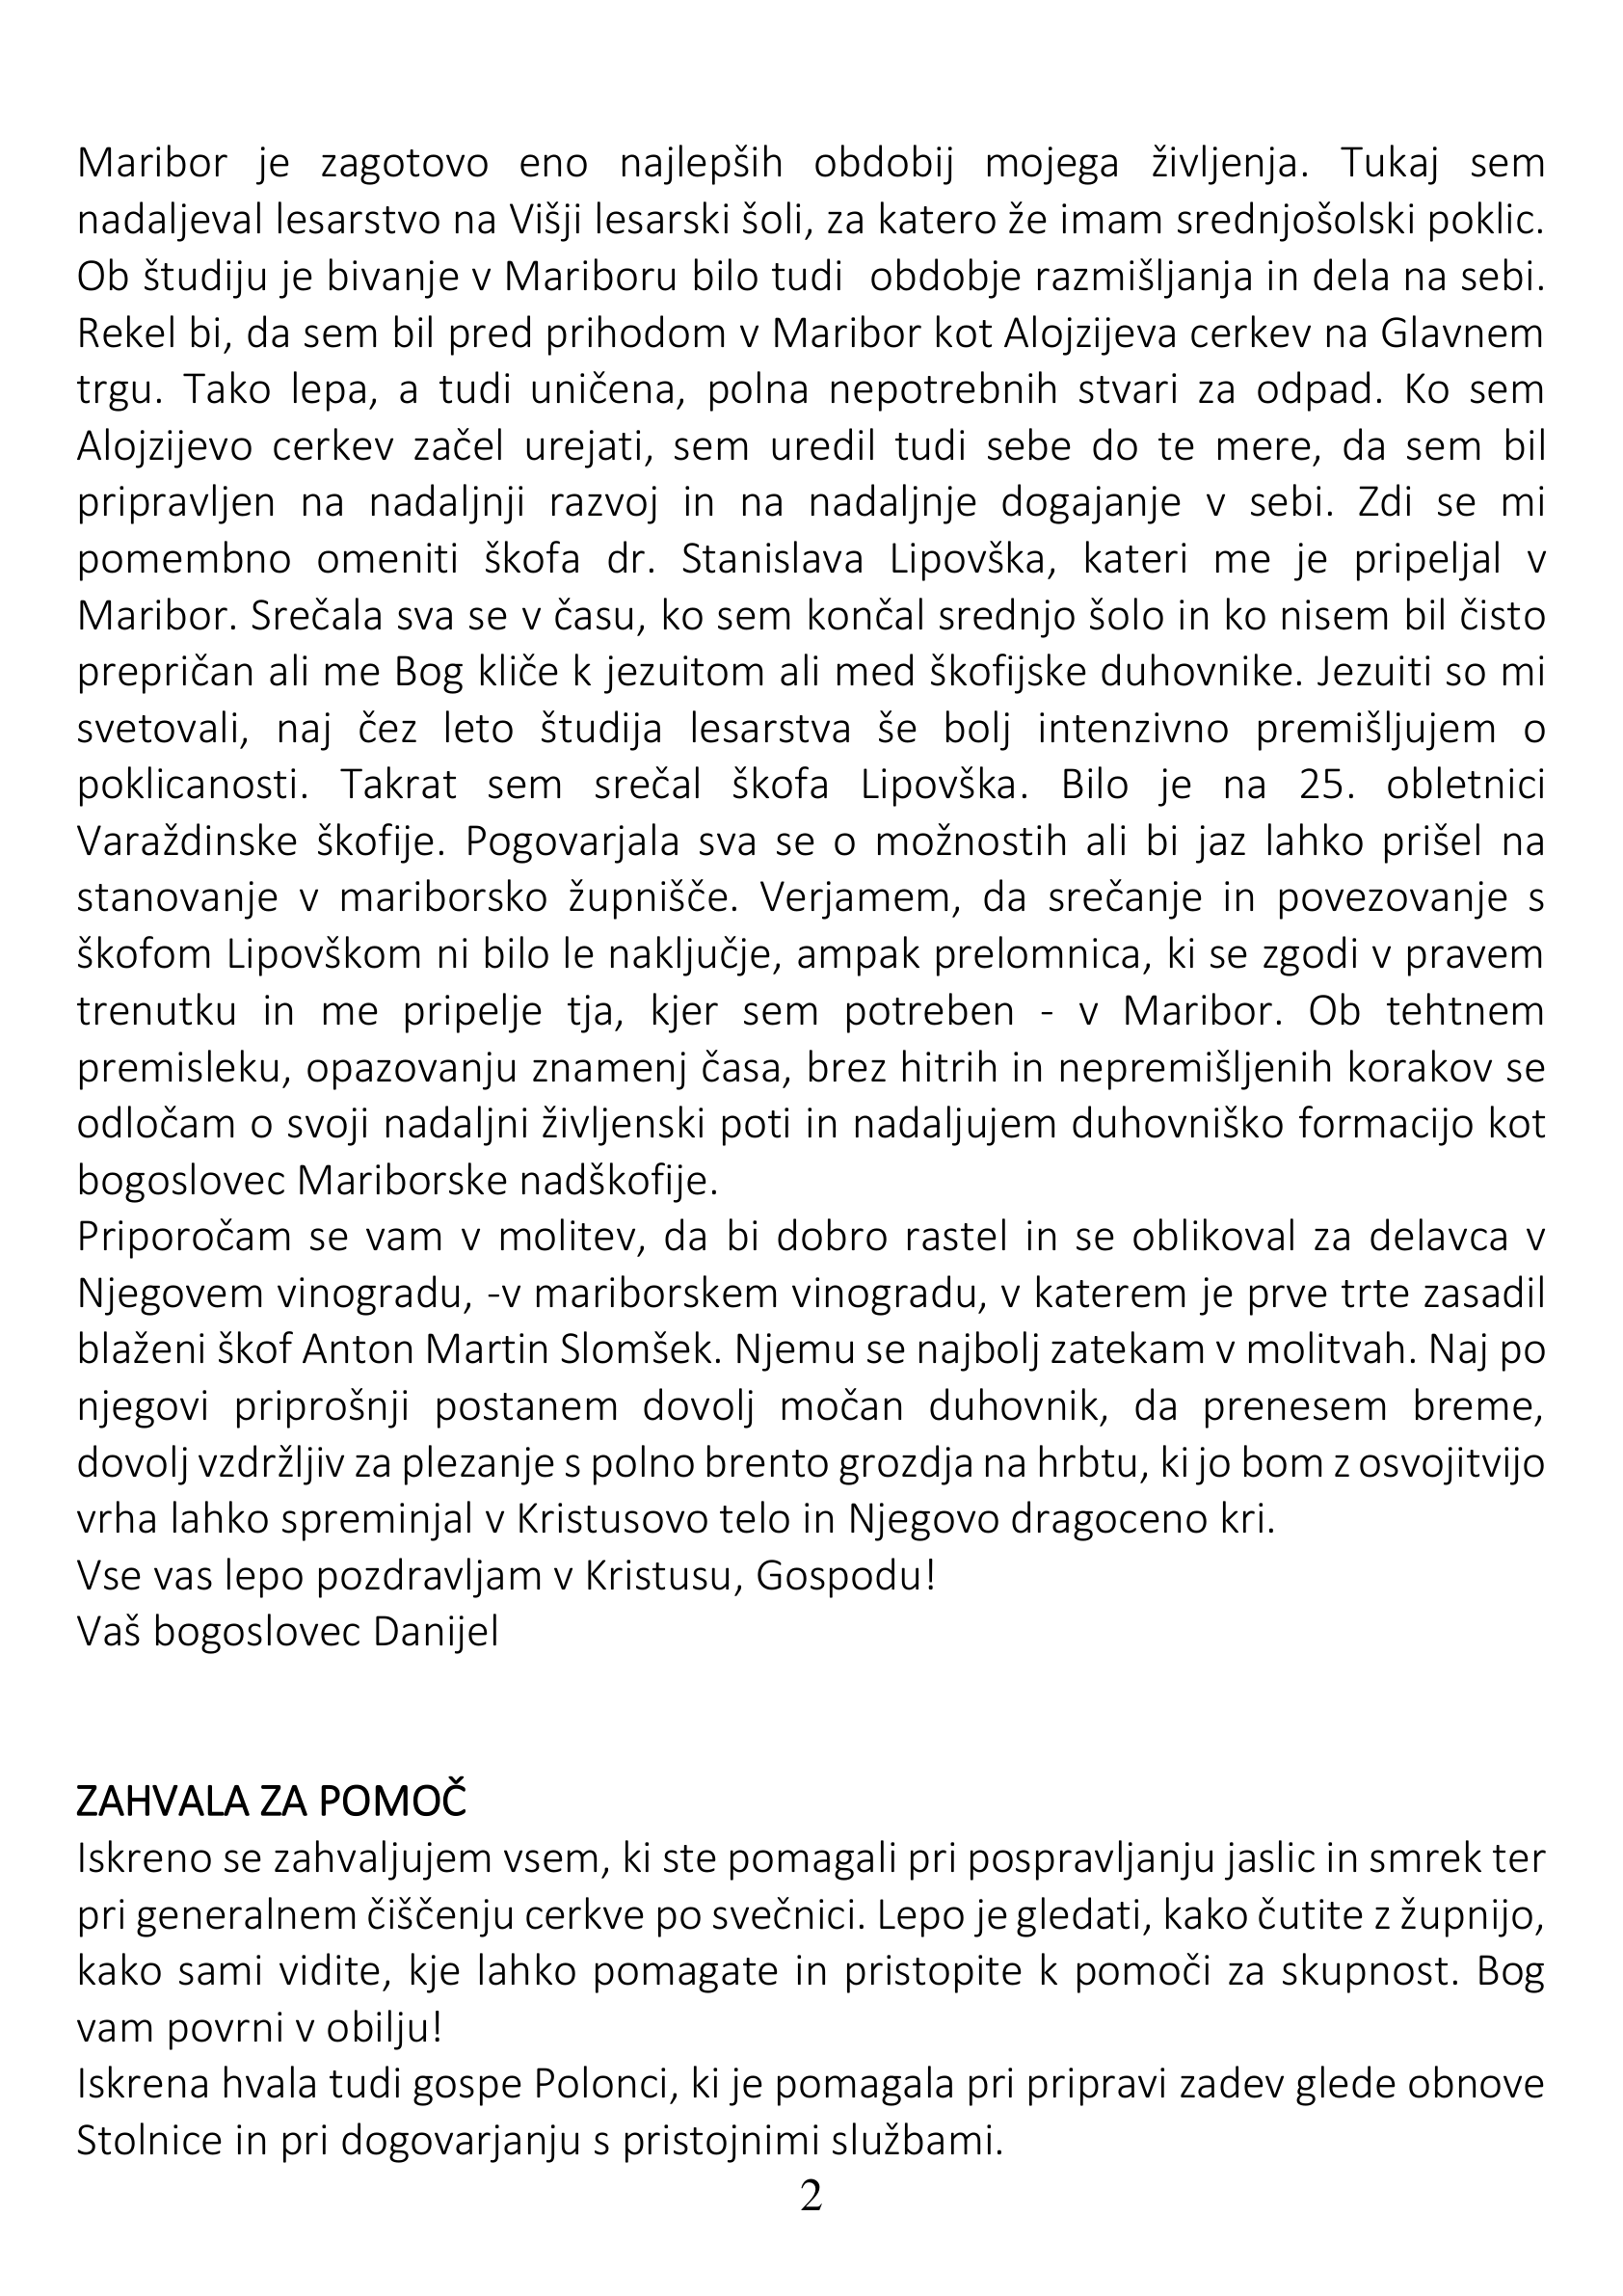 Maribor je zagotovo eno najlepših obdobij mojega življenja. Tukaj sem
nadaljeval lesarstvo na Višji lesarski šoli, za katero že imam srednjošolski poklic.
Ob študiju je bivanje v Mariboru bilo tudi  obdobje razmišljanja in dela na sebi.
Rekel bi, da sem bil pred prihodom v Maribor kot Alojzijeva cerkev na Glavnem
trgu. Tako lepa, a tudi uničena, polna nepotrebnih stvari za odpad. Ko sem
Alojzijevo cerkev začel urejati, sem uredil tudi sebe do te mere, da sem bil
pripravljen na nadaljnji razvoj in na nadaljnje dogajanje v sebi. Zdi se mi
pomembno omeniti škofa dr. Stanislava Lipovška, kateri me je pripeljal v
Maribor. Srečala sva se v času, ko sem končal srednjo šolo in ko nisem bil čisto
prepričan ali me Bog kliče k jezuitom ali med škofijske duhovnike. Jezuiti so mi
svetovali, naj čez leto študija lesarstva še bolj intenzivno premišljujem o
poklicanosti. Takrat sem srečal škofa Lipovška. Bilo je na 25. obletnici
Varaždinske škofije. Pogovarjala sva se o možnostih ali bi jaz lahko prišel na
stanovanje v mariborsko župnišče. Verjamem, da srečanje in povezovanje s
škofom Lipovškom ni bilo le naključje, ampak prelomnica, ki se zgodi v pravem
trenutku in me pripelje tja, kjer sem potreben - v Maribor. Ob tehtnem
premisleku, opazovanju znamenj časa, brez hitrih in nepremišljenih korakov se
odločam o svoji nadaljni življenski poti in nadaljujem duhovniško formacijo kot
bogoslovec Mariborske nadškofije.
Priporočam se vam v molitev, da bi dobro rastel in se oblikoval za delavca v
Njegovem vinogradu, -v mariborskem vinogradu, v katerem je prve trte zasadil
blaženi škof Anton Martin Slomšek. Njemu se najbolj zatekam v molitvah. Naj po
njegovi priprošnji postanem dovolj močan duhovnik, da prenesem breme,
dovolj vzdržljiv za plezanje s polno brento grozdja na hrbtu, ki jo bom z osvojitvijo
vrha lahko spreminjal v Kristusovo telo in Njegovo dragoceno kri.
Vse vas lepo pozdravljam v Kristusu, Gospodu!
Vaš bogoslovec Danijel
ZAHVALA ZA POMOČ
Iskreno se zahvaljujem vsem, ki ste pomagali pri pospravljanju jaslic in smrek ter
pri generalnem čiščenju cerkve po svečnici. Lepo je gledati, kako čutite z župnijo,
kako sami vidite, kje lahko pomagate in pristopite k pomoči za skupnost. Bog
vam povrni v obilju!
Iskrena hvala tudi gospe Polonci, ki je pomagala pri pripravi zadev glede obnove
Stolnice in pri dogovarjanju s pristojnimi službami.
2